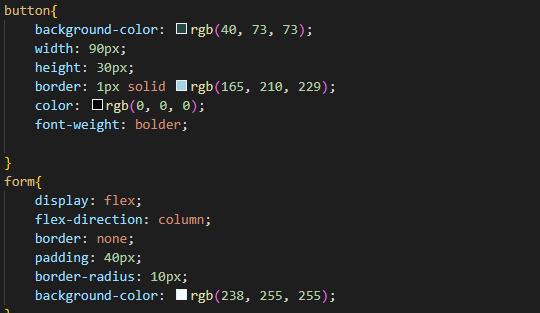 button{
background-color: rgb(40, 73, 73);
width: 90px;
height: 30px;
border: 1px solid rgb(165, 210, 229);
color: rgb(0, 0, 0);
font-weight: bolder;
}
form{
display: flex;
flex-direction: column;
border: none;
padding: 40px;
border-radius: 10px;
background-color: rgb(238, 255, 255);
}